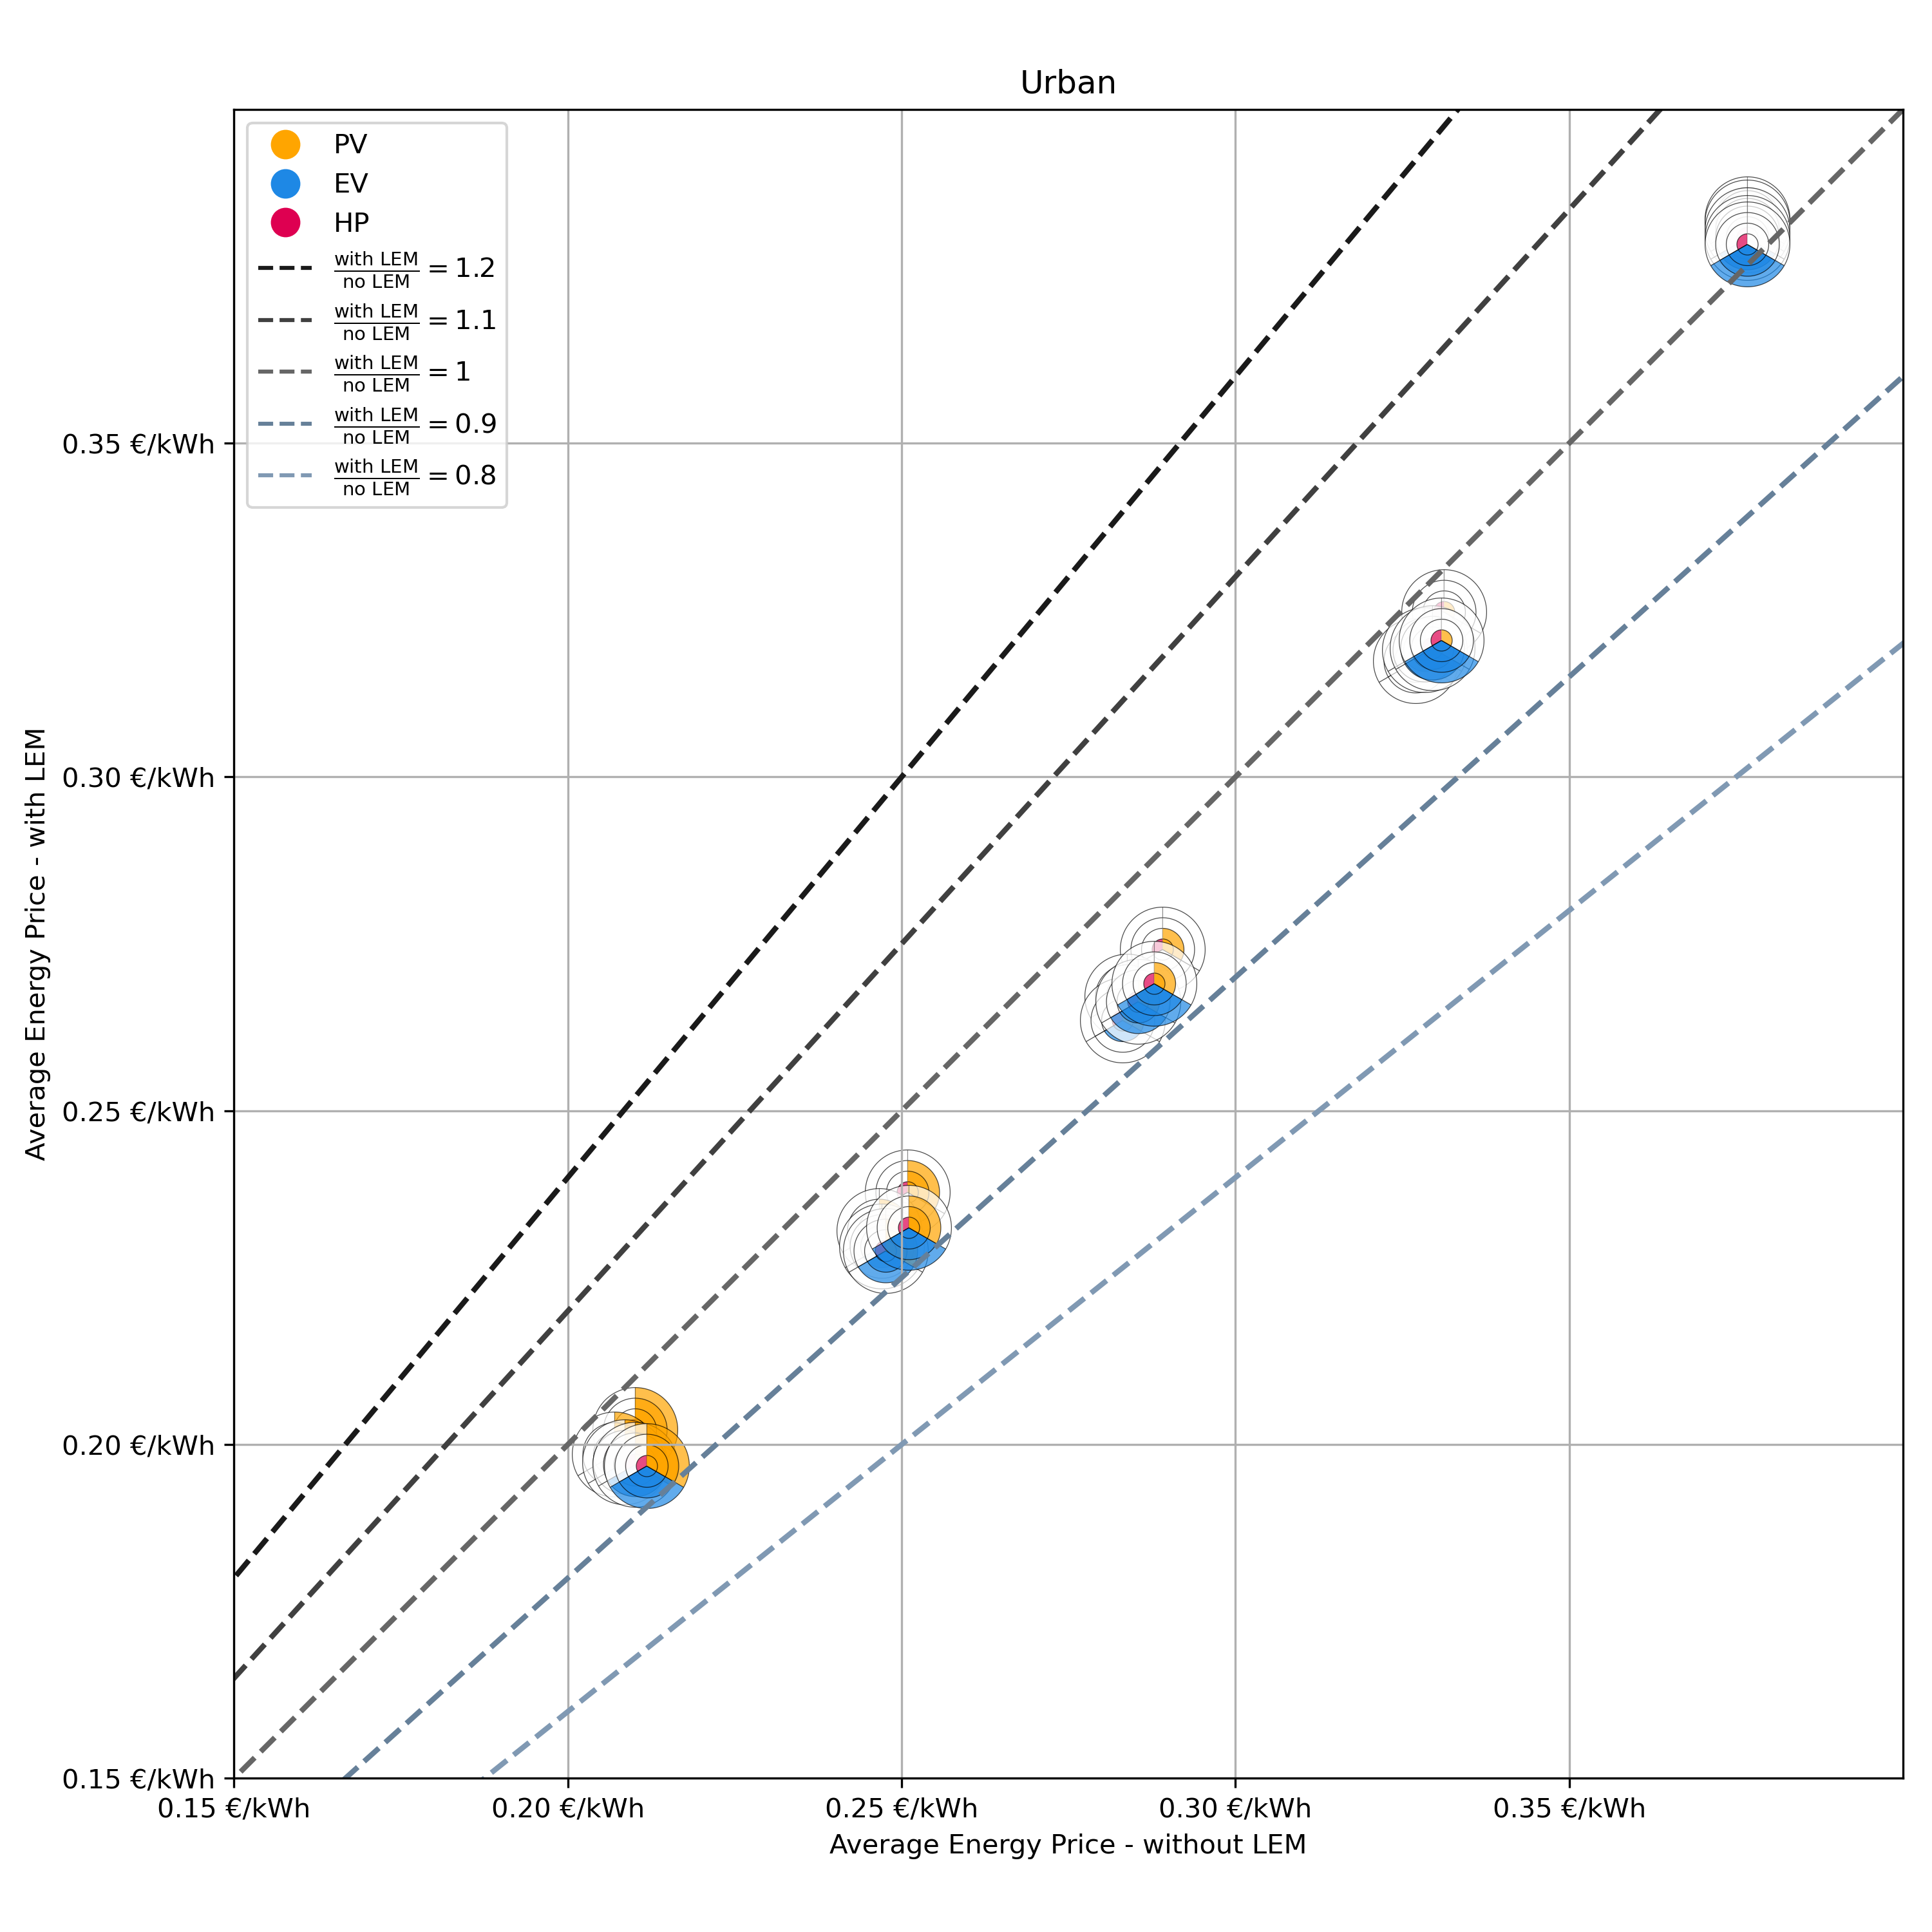 Urban
PV
EV
HP
with LEM
no LEM = 1.2
with LEM
no LEM = 1.1
with LEM
no LEM = 1
with LEM
no LEM = 0.9
with LEM
no LEM = 0.8
Average Energy Price - with LEM
0.35 €/kWh
0.30 €/kWh
0.25 €/kWh
0.20 €/kWh
0.15 €/kWh
0.15 €/kWh 0.20 €/kWh 0.25 €/kWh 0.30 €/kWh 0.35 €/kWh
Average Energy Price - without LEM